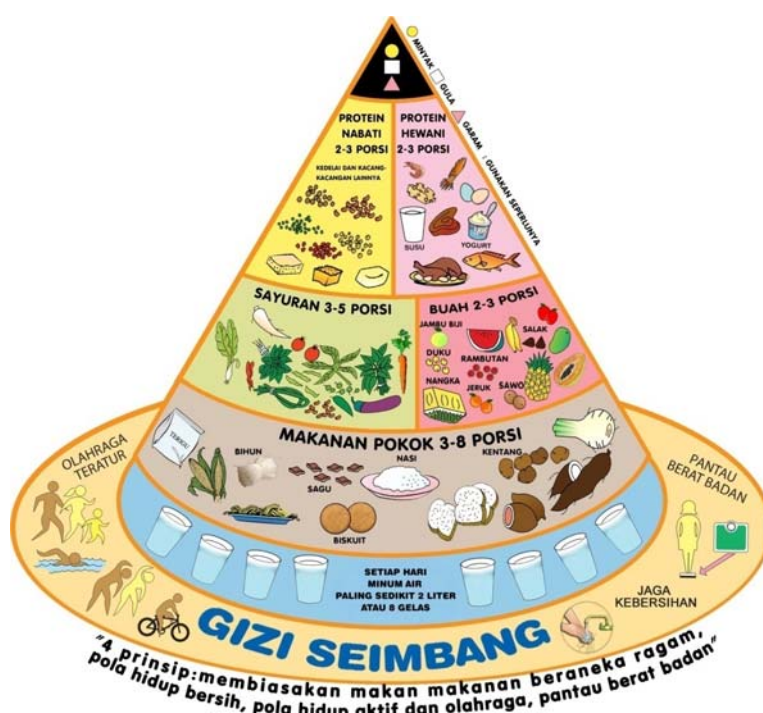 MINYAK
GULA
GARAM : GUNAKAN SEPERLUNYA
PROTEIN
NABATI
2-3 PORSI
KEDELAI DAN KACANG-
KACANGAN LAINNYA
PROTEIN
HEWANI
2-3 PORSI
SUSU
YOGURT
SAYURAN 3-5 PORSI
BUAH 2-3 PORSI
JAMBU BIJI
SALAK
DUKU
RAMBUTAN
NANGKA
JERUK
SAWO
MAKANAN POKOK 3-8 PORSI
TERIGU
BIHUN
SAGU
NASI
KENTANG
BISKUIT
SETIAP HARI
MINUM AIR
PALING SEDIKIT 2 LITER
ATAU 8 GELAS
OLAHRAGA
TERATUR
PANTAU
BERAT BADAN
JAGA
KEBERSIHAN
GIZI SEIMBANG
"4 prinsip:membiasakan makan makanan beraneka ragam,
pola hidup bersih, pola hidup aktif dan olahraga, pantau berat badan"